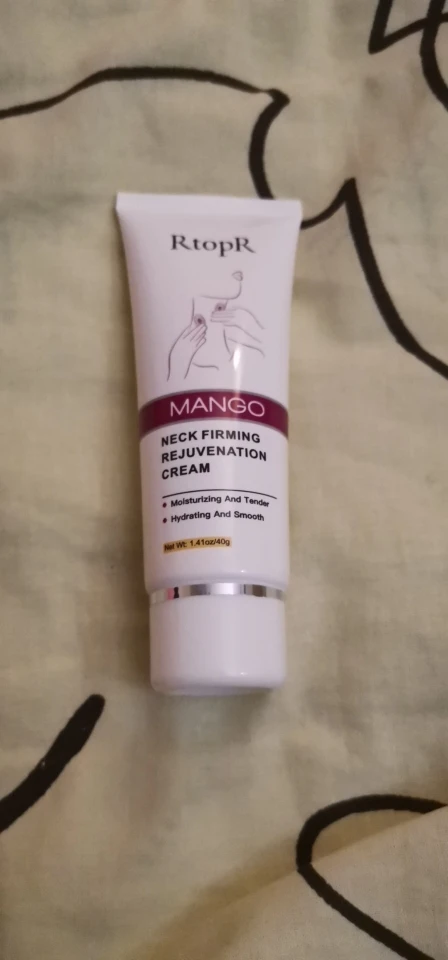 RtopR
MANGO
NECK FIRMING
REJUVENATION
CREAM
Moisturizing And Tender
Hydrating And Smooth
Net Wt: 1.41oz/40g